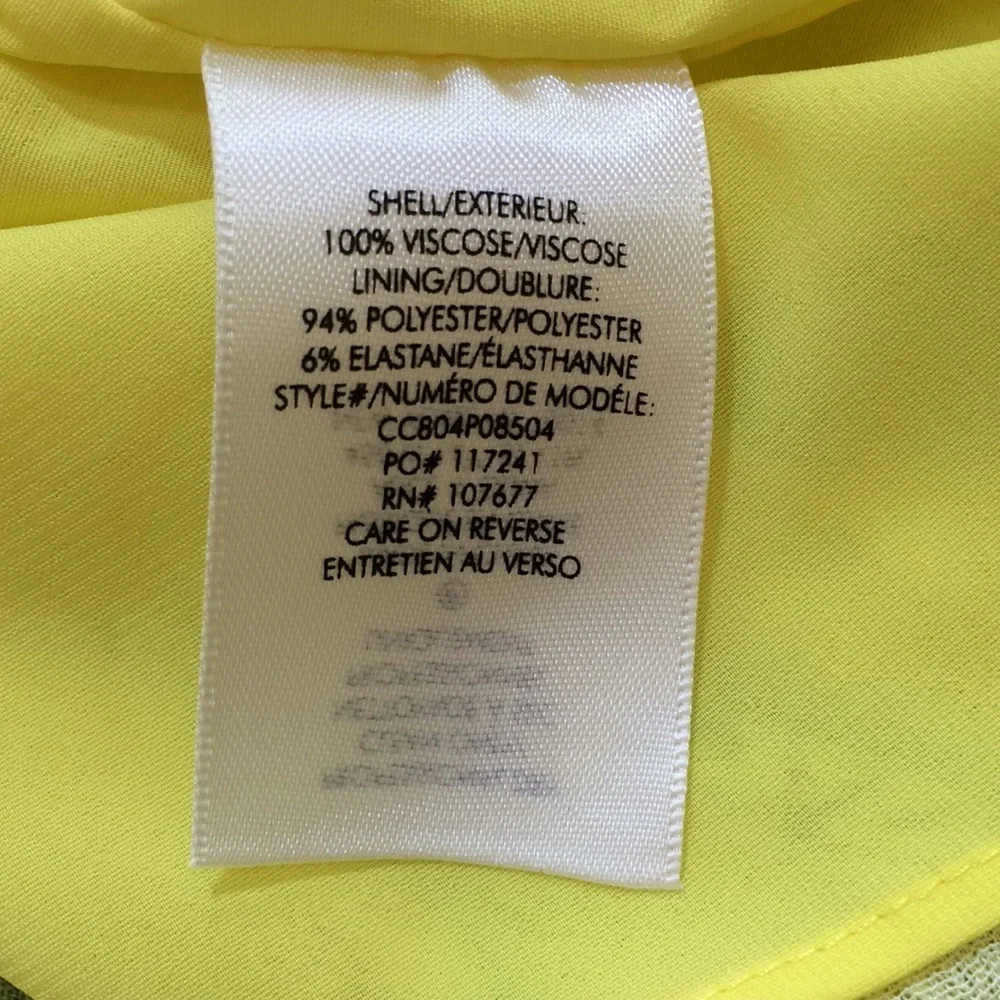 SHELL/EXTERIEUR:
100% VISCOSE/VISCOSE
LINING/DOUBLURE:
94% POLYESTER/POLYESTER
6% ELASTANE/ÉLASTHANNE
STYLE#/NUMÉRO DE MODÉLE:
CC804P08504
PO# 117241
RN# 107677
CARE ON REVERSE
ENTRETIEN AU VERSO